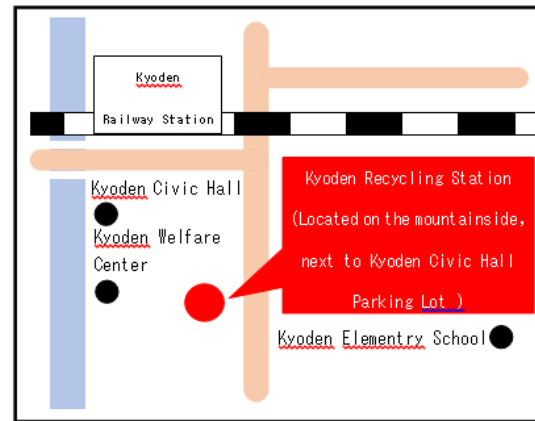 Kyoden
Railway Station
Kyoden Civic Hall
Kyoden Welfare
Center
Kyoden Recycling Station
(Located on the mountainside,
next to Kyoden Civic Hall
Parking Lot )
Kyoden Elementry School